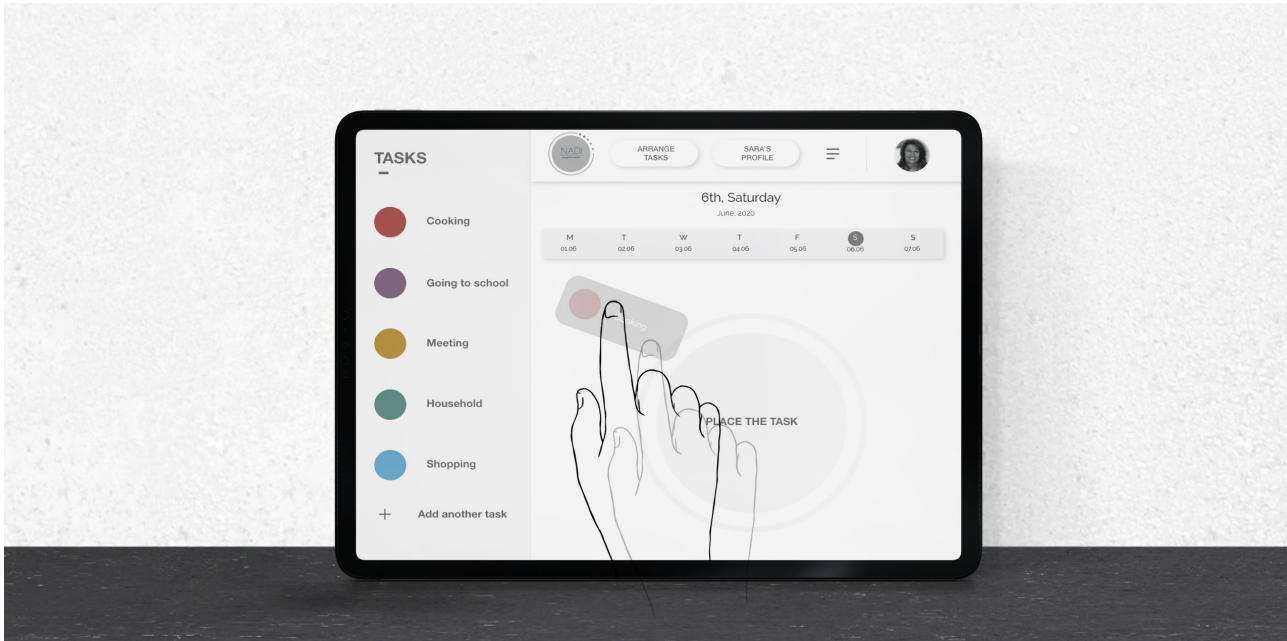 TASKS
Cooking
Going to school
Meeting
Household
Shopping
+ Add another task
NADI
ARRANGE
TASKS
SARA'S
PROFILE
6th, Saturday
June, 2020
M T W T F S S
01.06 02.06 03.06 04.06 05.06 06.06 07.06
PLACE THE TASK